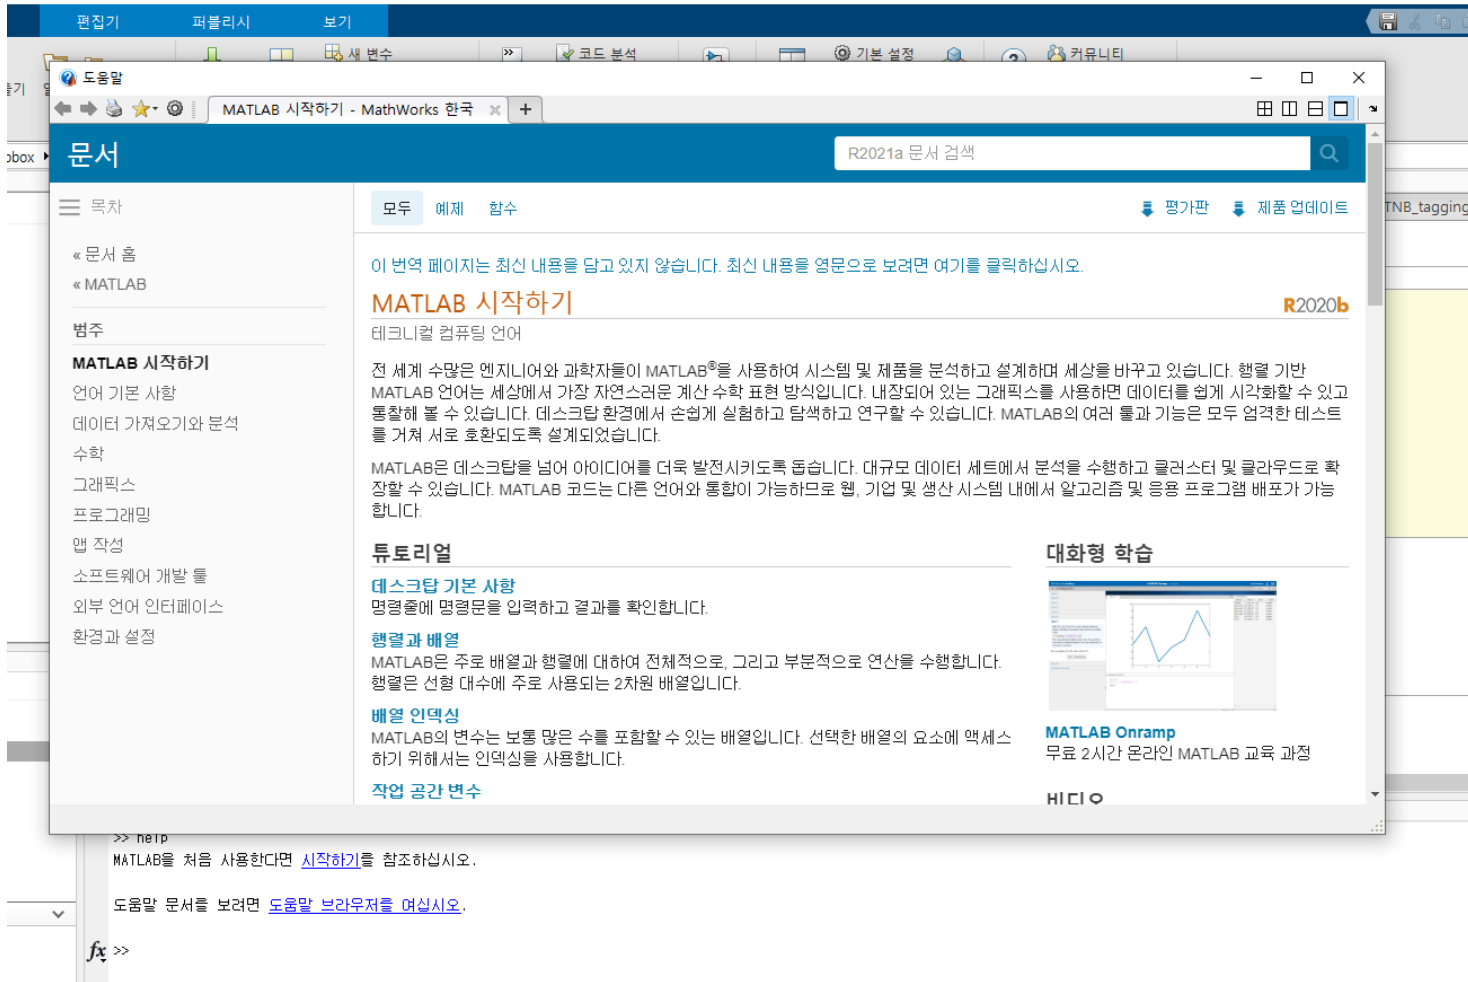 편집기 퍼블리시 보기
새 변수 코드 분석 기본 설정 커뮤니티
도움말
MATLAB 시작하기 - MathWorks 한국
문서
R2021a 문서 검색
목차
모두 예제 함수
평가판 제품 업데이트
TNB_tagging
« 문서 홈
« MATLAB
범주
MATLAB 시작하기
언어 기본 사항
데이터 가져오기와 분석
수학
그래픽스
프로그래밍
앱 작성
소프트웨어 개발 툴
외부 언어 인터페이스
환경과 설정
이 번역 페이지는 최신 내용을 담고 있지 않습니다. 최신 내용을 영문으로 보려면 여기를 클릭하십시오.
MATLAB 시작하기
R2020b
테크니컬 컴퓨팅 언어
전 세계 수많은 엔지니어와 과학자들이 MATLAB®을 사용하여 시스템 및 제품을 분석하고 설계하며 세상을 바꾸고 있습니다. 행렬 기반
MATLAB 언어는 세상에서 가장 자연스러운 계산 수학 표현 방식입니다. 내장되어 있는 그래픽스를 사용하면 데이터를 쉽게 시각화할 수 있고
통찰해 볼 수 있습니다. 데스크탑 환경에서 손쉽게 실험하고 탐색하고 연구할 수 있습니다. MATLAB의 여러 툴과 기능은 모두 엄격한 테스트
를 거쳐 서로 호환되도록 설계되었습니다.
MATLAB은 데스크탑을 넘어 아이디어를 더욱 발전시키도록 돕습니다. 대규모 데이터 세트에서 분석을 수행하고 클러스터 및 클라우드로 확
장할 수 있습니다. MATLAB 코드는 다른 언어와 통합이 가능하므로 웹, 기업 및 생산 시스템 내에서 알고리즘 및 응용 프로그램 배포가 가능
합니다.
튜토리얼
데스크탑 기본 사항
명령줄에 명령문을 입력하고 결과를 확인합니다.
행렬과 배열
MATLAB은 주로 배열과 행렬에 대하여 전체적으로, 그리고 부분적으로 연산을 수행합니다.
행렬은 선형 대수에 주로 사용되는 2차원 배열입니다.
배열 인덱싱
MATLAB의 변수는 보통 많은 수를 포함할 수 있는 배열입니다. 선택한 배열의 요소에 액세스
하기 위해서는 인덱싱을 사용합니다.
작업 공간 변수
대화형 학습
MATLAB Onramp
무료 2시간 온라인 MATLAB 교육 과정
비디오
>> help
MATLAB을 처음 사용한다면 시작하기를 참조하십시오.
도움말 문서를 보려면 도움말 브라우저를 여십시오.
fx >>